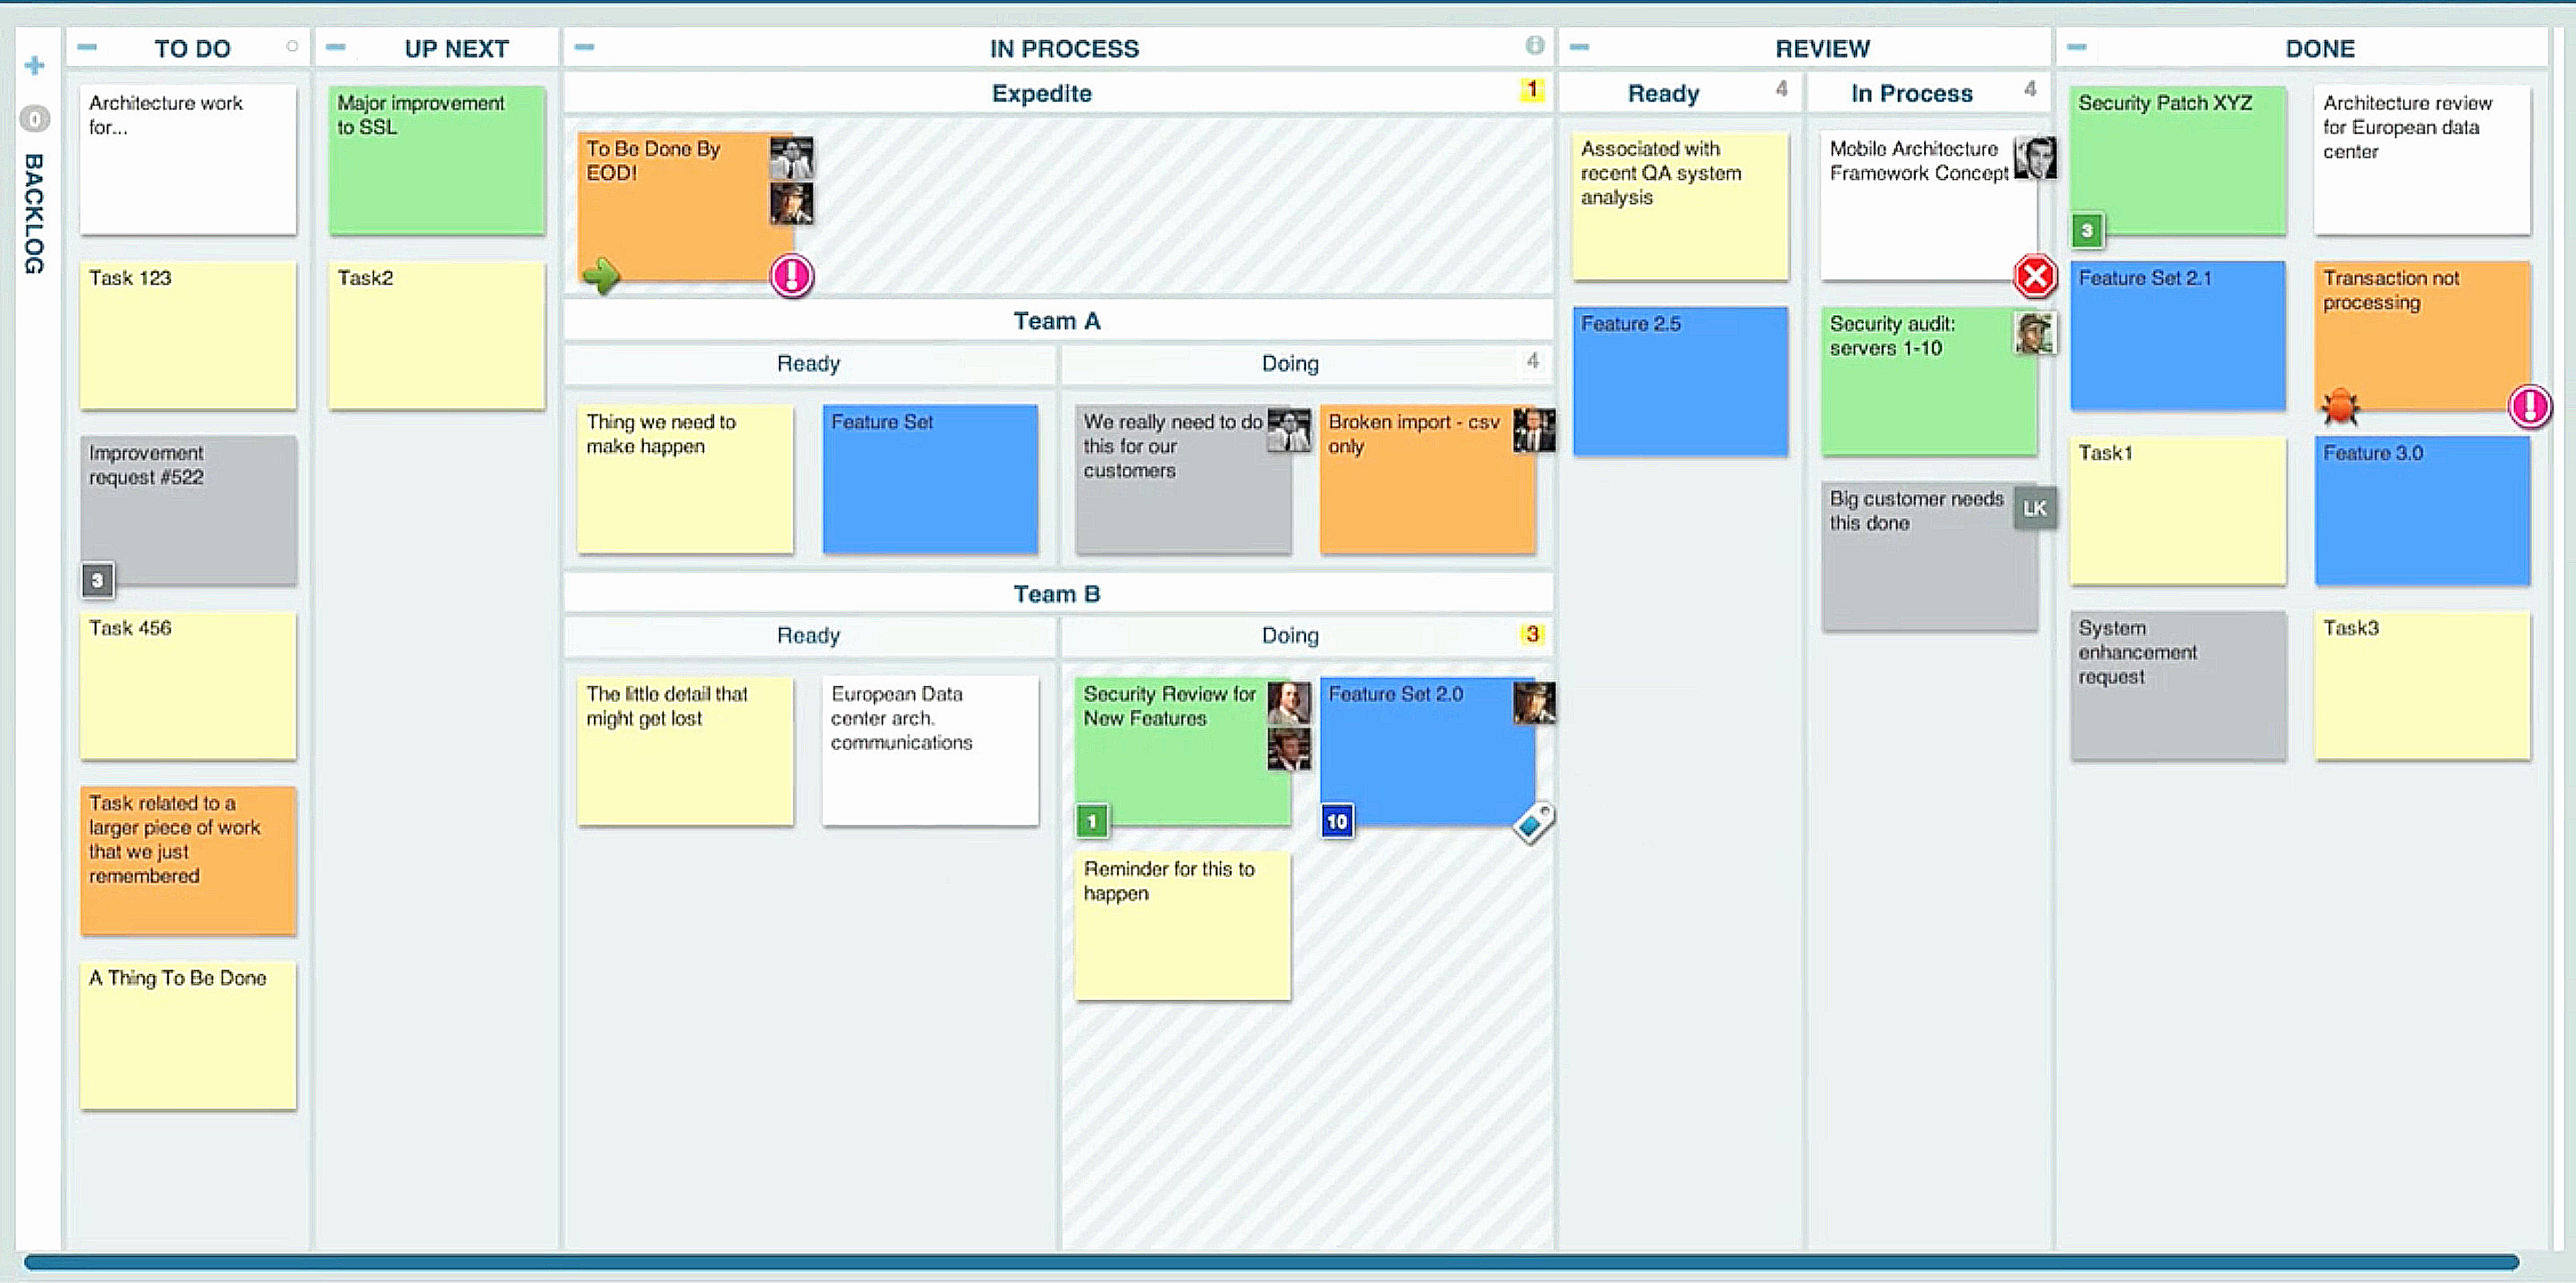 TO DO
UP NEXT
IN PROCESS
REVIEW
DONE
0
BACKLOG
Architecture work
for...
Task 123
Improvement
request #522
3
Task 456
Task related to a
larger piece of work
that we just
remembered
A Thing To Be Done
Major improvement
to SSL
Task2
Expedite
1
To Be Done By
EOD!
Team A
Ready
Doing
4
Thing we need to
make happen
Feature Set
We really need to do
this for our
customers
Broken import - csv
only
Team B
Ready
Doing
3
The little detail that
might get lost
European Data
center arch.
communications
Security Review for
New Features
1
Feature Set 2.0
10
Reminder for this to
happen
Ready
4
Associated with
recent QA system
analysis
Feature 2.5
In Process
4
Mobile Architecture
Framework Concept
Security audit:
servers 1-10
Big customer needs
this done
LK
Security Patch XYZ
3
Architecture review
for European data
center
Feature Set 2.1
Transaction not
processing
Task1
Feature 3.0
System
enhancement
request
Task3